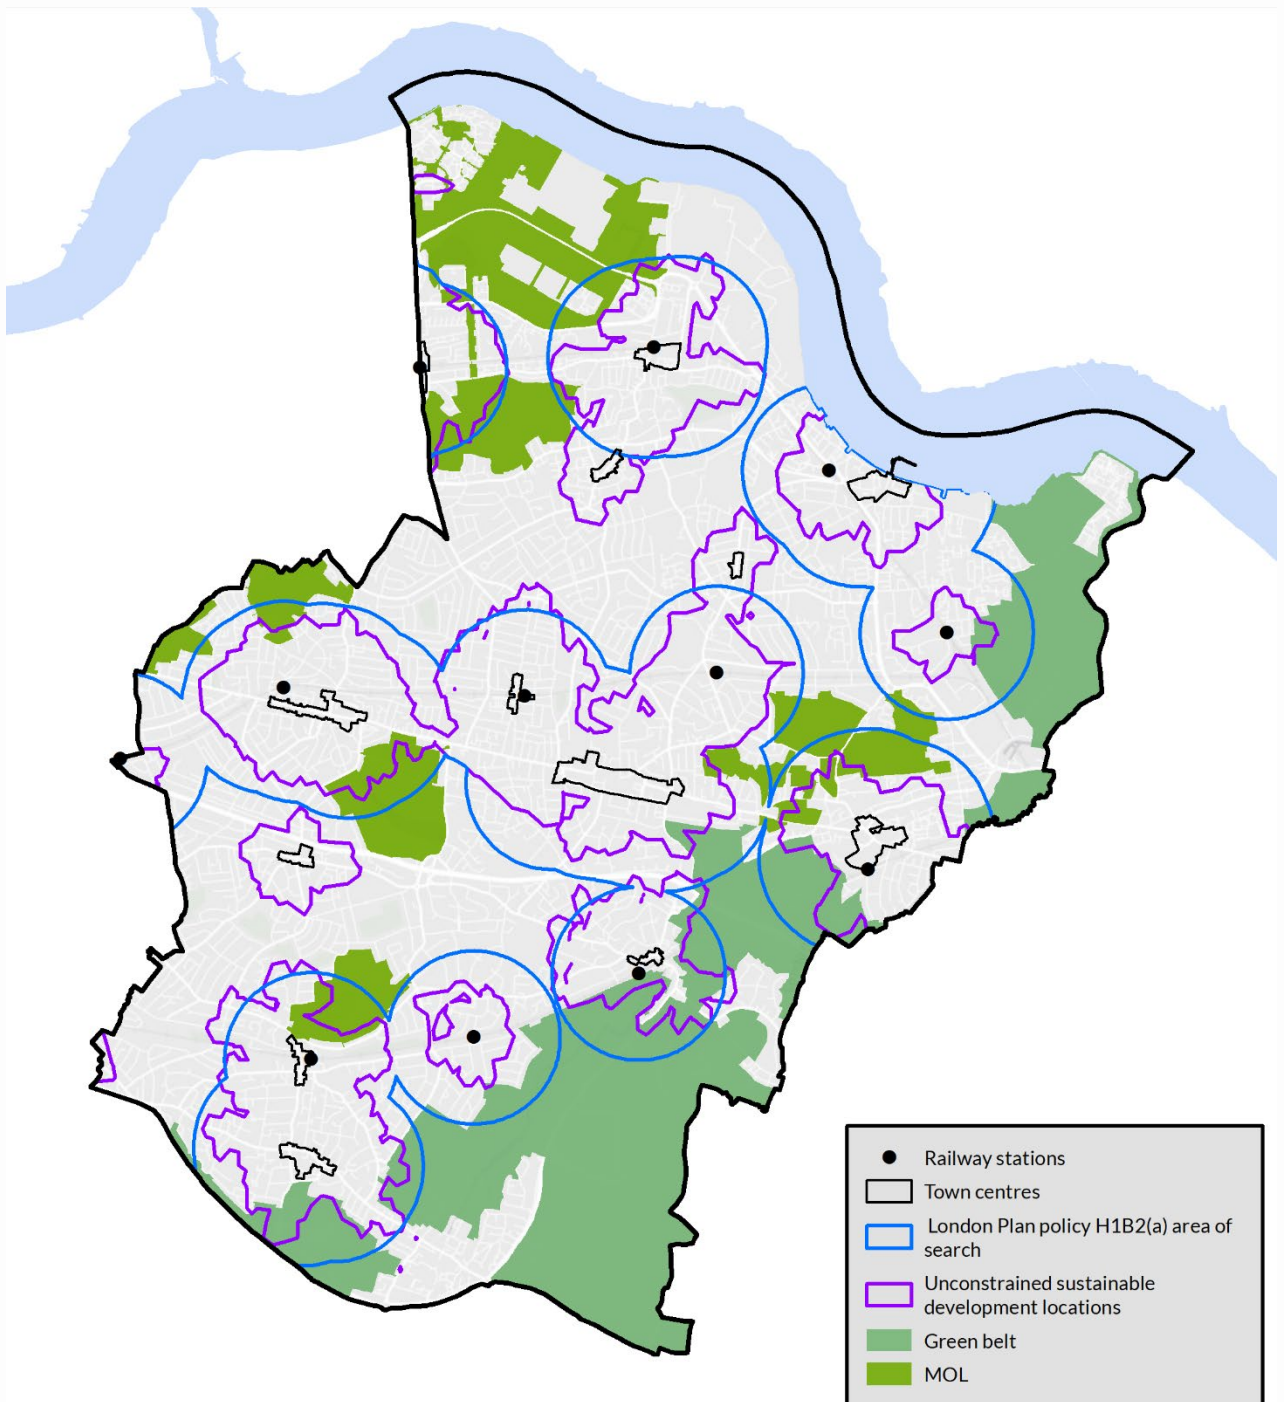 Railway stations
Town centres
London Plan policy H1B2(a) area of
search
Unconstrained sustainable
development locations
Green belt
MOL